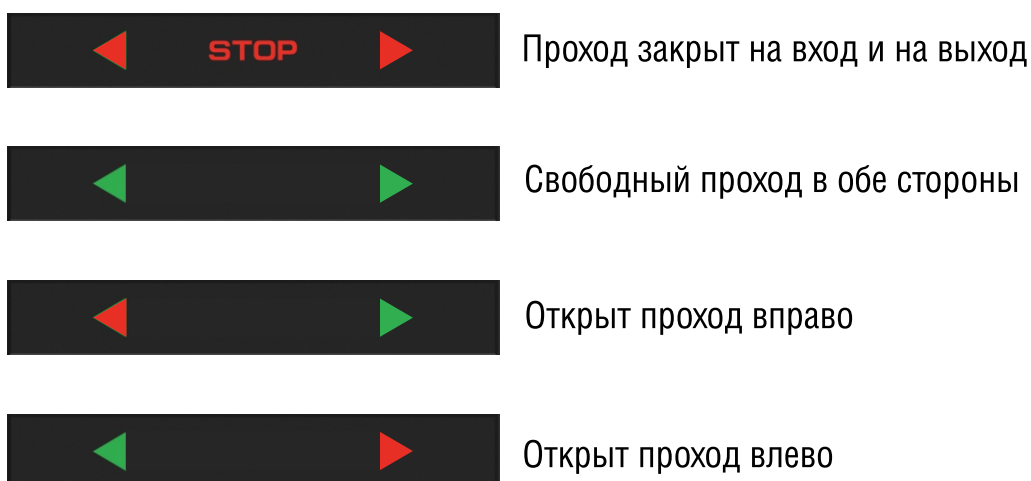 STOP Проход закрыт на вход и на выход
Свободный проход в обе стороны
Открыт проход вправо
Открыт проход влево